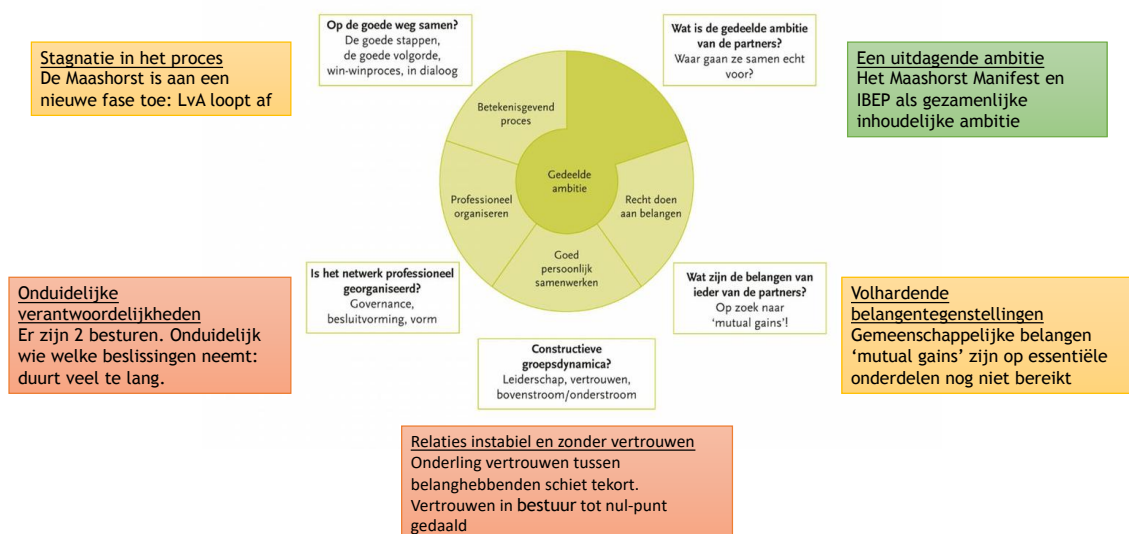 Op de goede weg samen?
De goede stappen,
de goede volgorde,
win-winproces, in dialoog
Wat is de gedeelde ambitie
van de partners?
Waar gaan ze samen echt
voor?
Stagnatie in het proces
De Maashorst is aan een
nieuwe fase toe: LvA loopt af
Een uitdagende ambitie
Het Maashorst Manifest en
IBEP als gezamenlijke
inhoudelijke ambitie
Betekenisgevend
proces
Gedeelde
ambitie
Professioneel
organiseren
Recht doen
aan belangen
Goed
persoonlijk
samenwerken
Is het netwerk professioneel
georganiseerd?
Governance,
besluitvorming, vorm
Wat zijn de belangen van
ieder van de partners?
Op zoek naar
‘mutual gains’!
Onduidelijke
verantwoordelijkheden
Er zijn 2 besturen. Onduidelijk
wie welke beslissingen neemt:
duurt veel te lang.
Volhardende
belangentegenstellingen
Gemeenschappelijke belangen
‘mutual gains’ zijn op essentiële
onderdelen nog niet bereikt
Constructieve
groepsdynamica?
Leiderschap, vertrouwen,
bovenstroom/onderstroom
Relaties instabiel en zonder vertrouwen
Onderling vertrouwen tussen
belanghebbenden schiet tekort.
Vertrouwen in bestuur tot nul-punt
gedaald